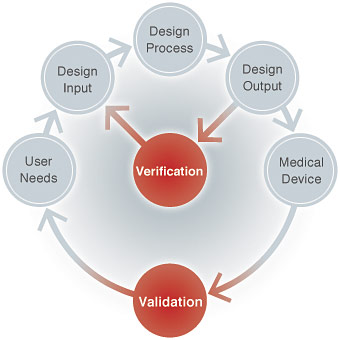 Design
Process
Design
Input
Design
Output
User
Needs
Verification
Medical
Device
Validation